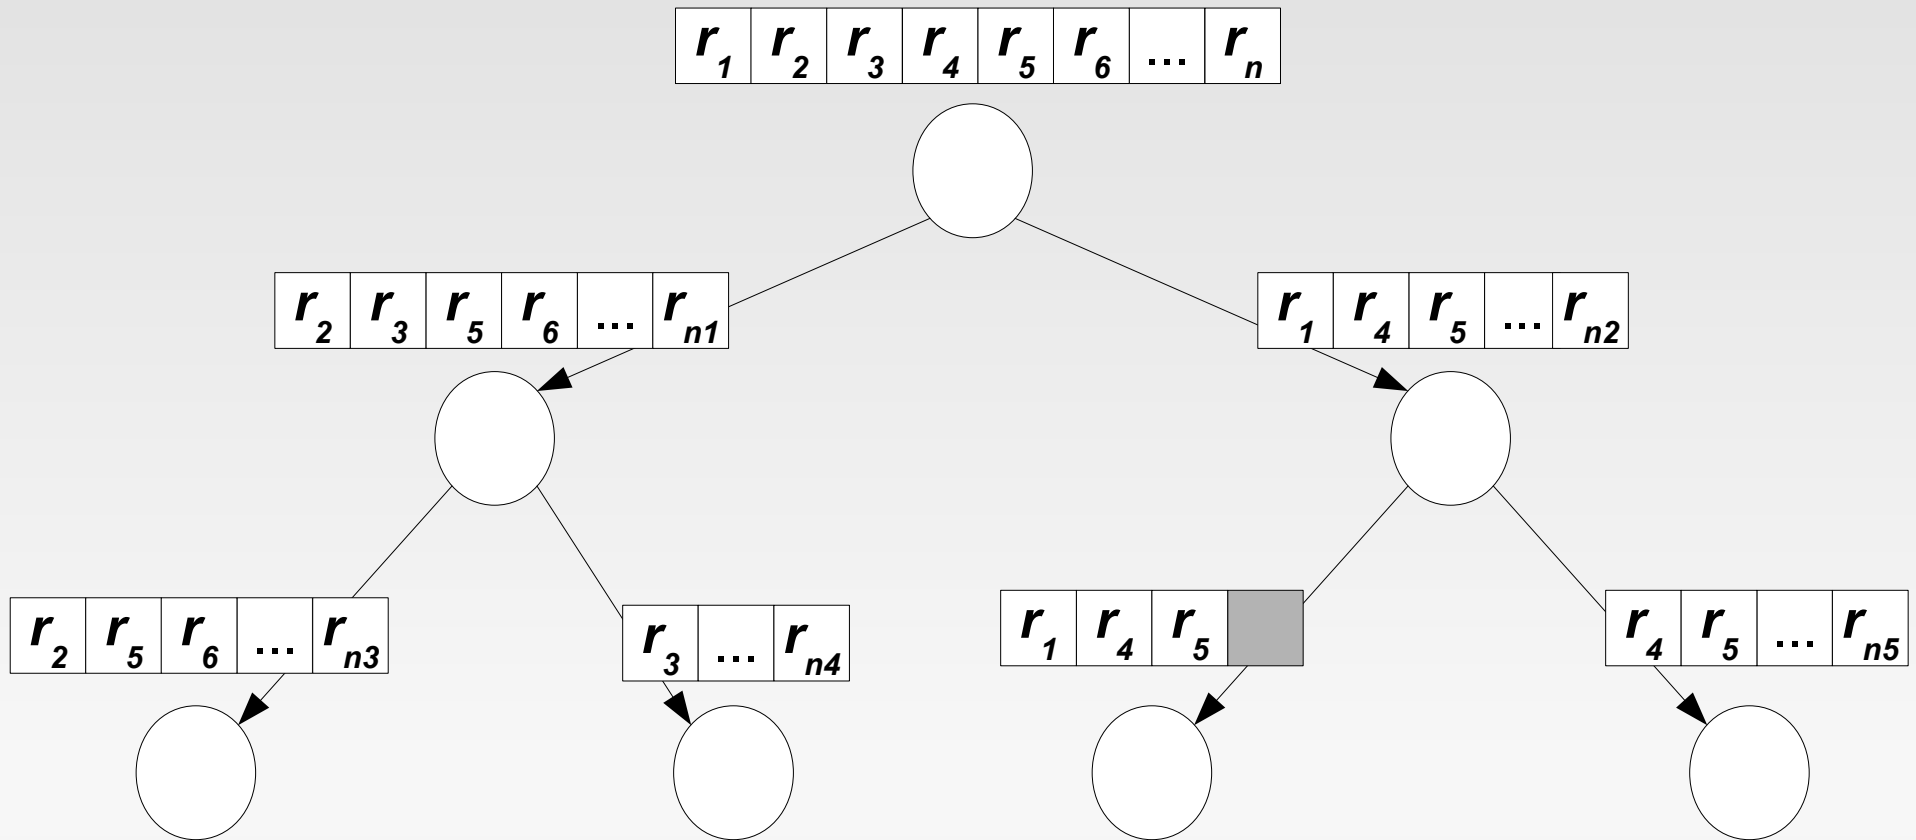 r1 r2 r3 r4 r5 r6 ... rn
r2 r3 r5 r6 ... rn1
r1 r4 r5 ... rn2
r2 r5 r6 ... rn3
r3 ... rn4
r1 r4 r5
r4 r5 ... rn5